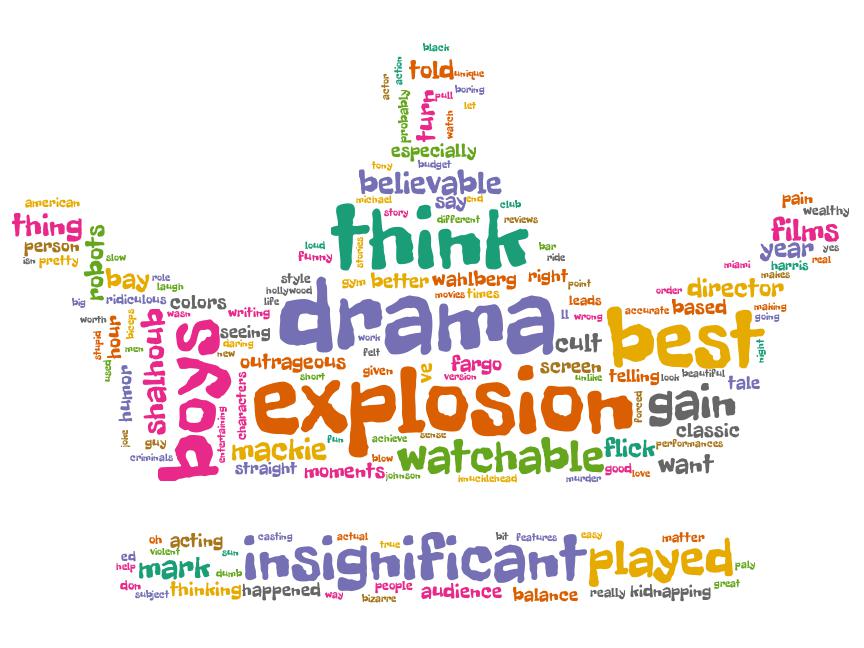 black
told unique
action
actor
boring
pull
turn
probably
let
watch
especially
tony budget
believable
michael say end club
story different reviews
think
stories
loud
funny
bar
ride
american
thing
person
isn pretty
robots
slow
bay role
laugh
big ridiculous colors
wasn
pain
wealthy
films
year yes
miami harris real
makes
order director
accurate based making
going
style
hollywood
life
writing
gym better wahlberg right point
movies times leads
ll wrong
drama
work
felt
cult
best
night
worth
stupid
hour
biceps
men
used
shalhoub
boys
seeing
daring
new
outrageous
short
given
ve
fargo
version
screen
unlike telling look beautiful
tale
humor
characters
entertaining
explosion
forced
gain
classic
joke
guy
criminals
mackie
fun
achieve sense
straight
moments
blow
johnson
watchable
knucklehead
flick
performances
good love
murder
want
oh acting
casting
actual
true
bit features
easy
matter
ed
violent
sun
help
mark
dumb
insignificant
played
paly
don
subject
thinking happened
way
people
bizarre
audience
balance
really kidnapping
great